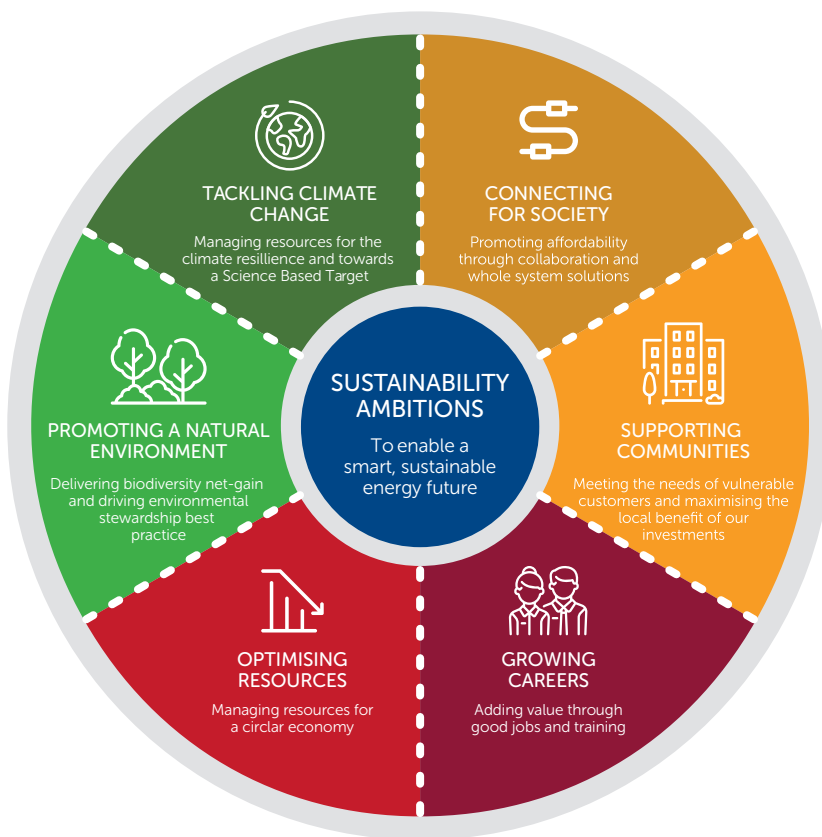 TACKLING CLIMATE
CHANGE
Managing resources for the
climate resillience and towards
a Science Based Target
CONNECTING
FOR SOCIETY
Promoting affordability
through collaboration and
whole system solutions
PROMOTING A NATURAL
ENVIRONMENT
Delivering biodiversity net-gain
and driving environmental
stewardship best
practice
SUSTAINABILITY
AMBITIONS
To enable a
smart, sustainable
energy future
SUPPORTING
COMMUNITIES
Meeting the needs of vulnerable
customers and maximising the
local benefit of our
investments
OPTIMISING
RESOURCES
Managing resources for
a circlar economy
GROWING
CAREERS
Adding value through
good jobs and training